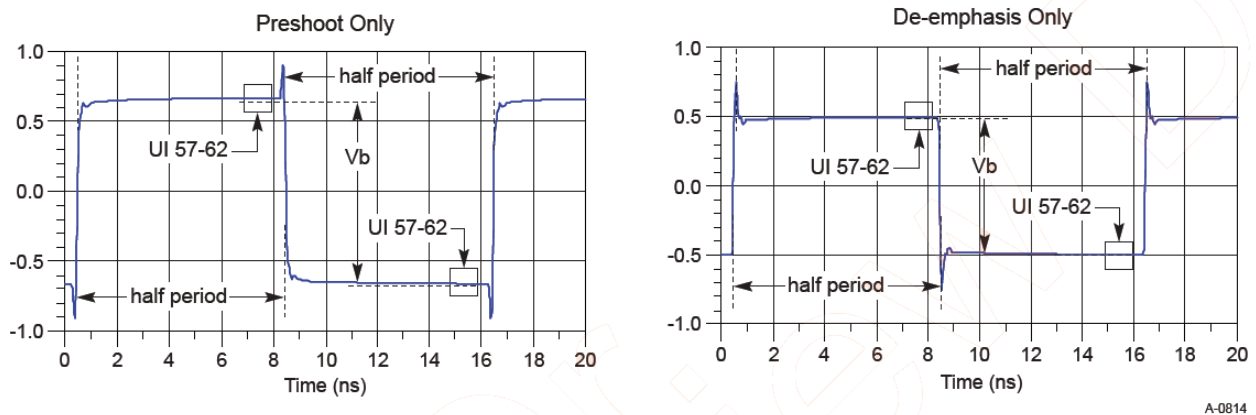 Preshoot Only
1.0
0.5
0.0
-0.5
-1.0
half period
UI 57-62
Vb
UI 57-62
half period
0 2 4 6 8 10 12 14 16 18 20
Time (ns)
De-emphasis Only
1.0
0.5
0.0
-0.5
-1.0
half period
UI 57-62
Vb
UI 57-62
half period
0 2 4 6 8 10 12 14 16 18 20
Time (ns)
A-0814